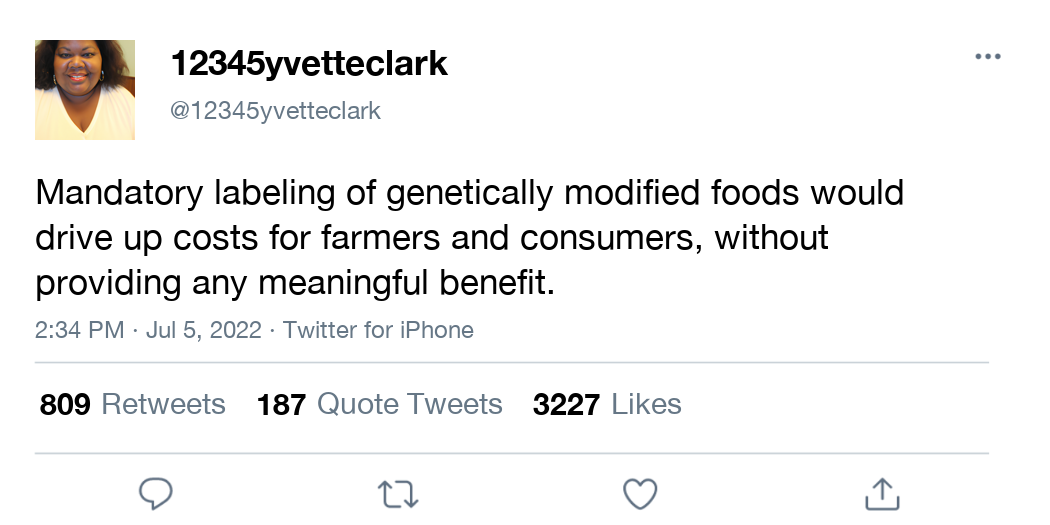 12345yvetteclark
@12345yvetteclark
Mandatory labeling of genetically modified foods would
drive up costs for farmers and consumers, without
providing any meaningful benefit.
2:34 PM · Jul 5, 2022 · Twitter for iPhone
809 Retweets 187 Quote Tweets 3227 Likes